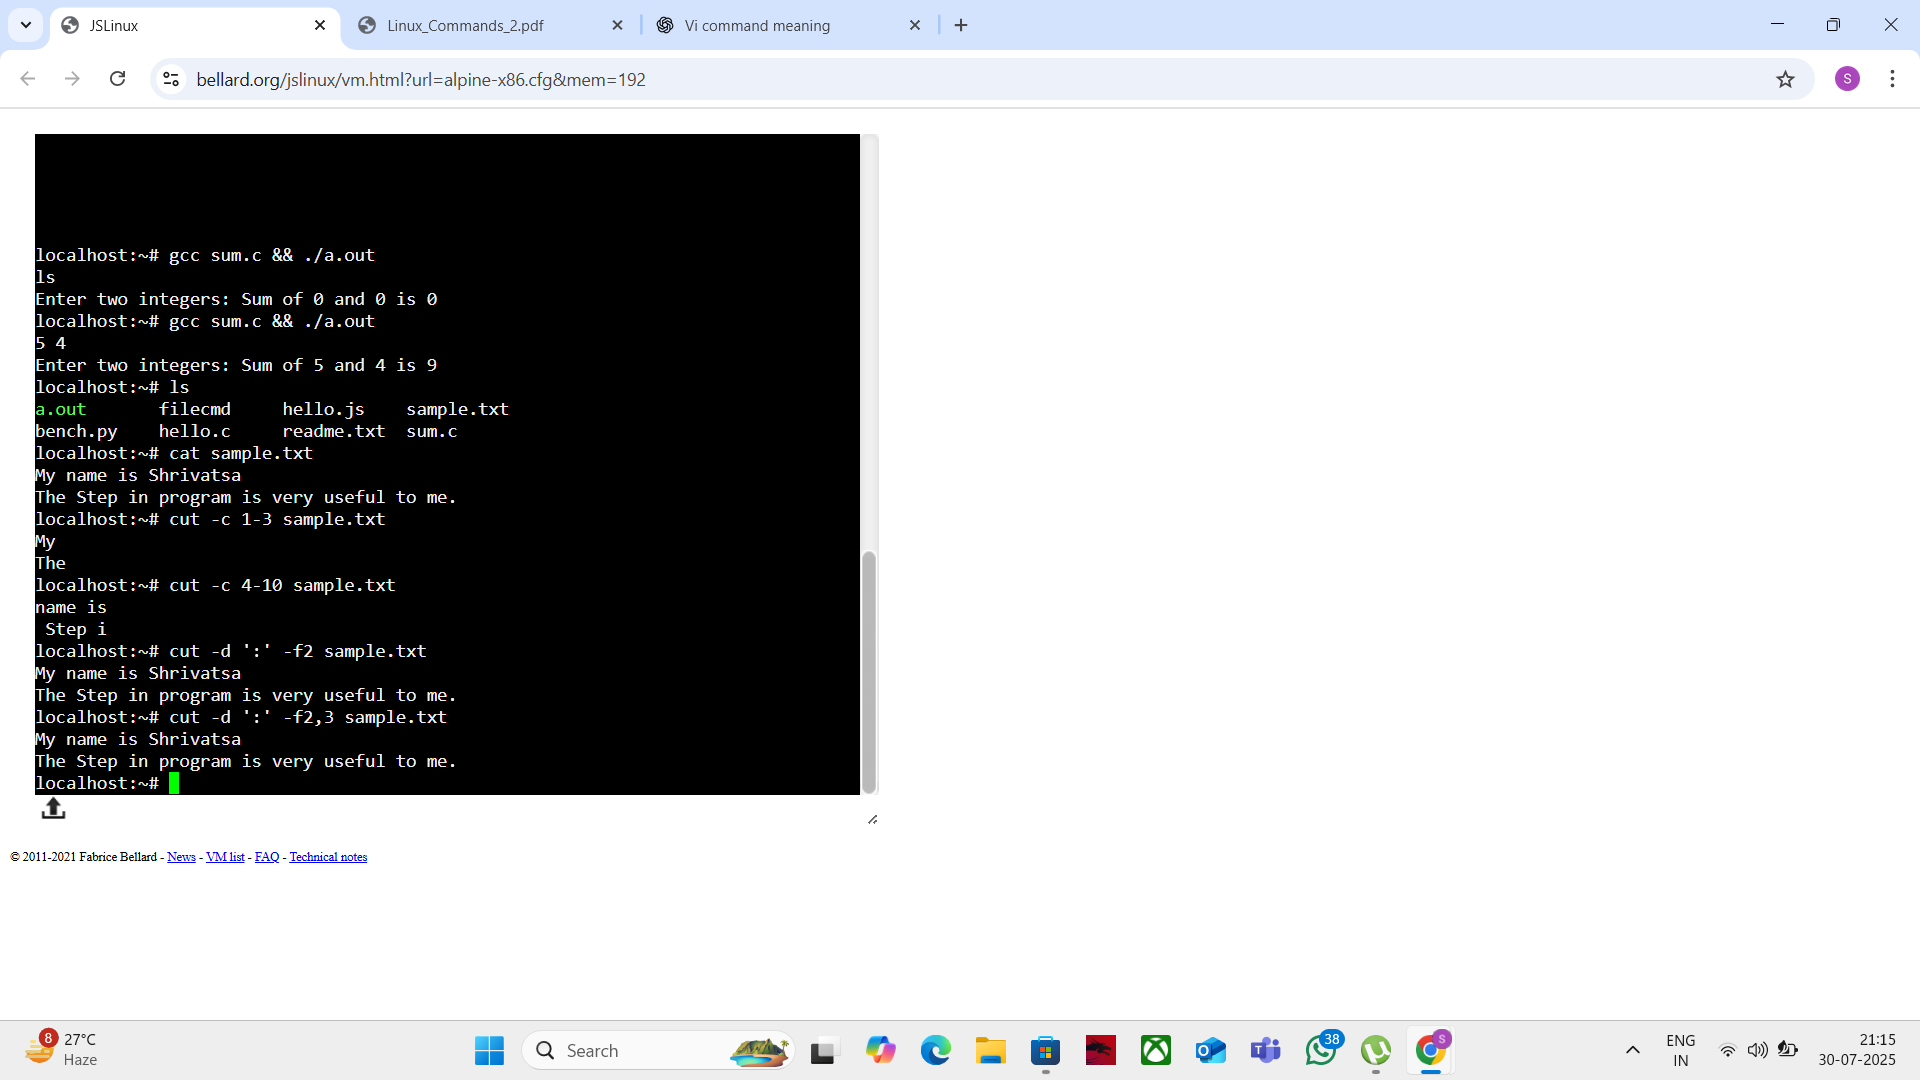 JSLinux
Linux_Commands_2.pdf
Vi command meaning
bellard.org/jslinux/vm.html?url=alpine-x86.cfg&mem=192
S
localhost:~# gcc sum.c && ./a.out
ls
Enter two integers: Sum of 0 and 0 is 0
localhost:~# gcc sum.c && ./a.out
5 4
Enter two integers: Sum of 5 and 4 is 9
localhost:~# ls
a.out       filecmd     hello.js    sample.txt
bench.py    hello.c     readme.txt  sum.c
localhost:~# cat sample.txt
My name is Shrivatsa
The Step in program is very useful to me.
localhost:~# cut -c 1-3 sample.txt
My
The
localhost:~# cut -c 4-10 sample.txt
name is
 Step i
localhost:~# cut -d ':' -f2 sample.txt
My name is Shrivatsa
The Step in program is very useful to me.
localhost:~# cut -d ':' -f2,3 sample.txt
My name is Shrivatsa
The Step in program is very useful to me.
localhost:~#
© 2011-2021 Fabrice Bellard - News - VM list - FAQ - Technical notes
8
27°C
Haze
Search
38
S
ENG
IN
21:15
30-07-2025